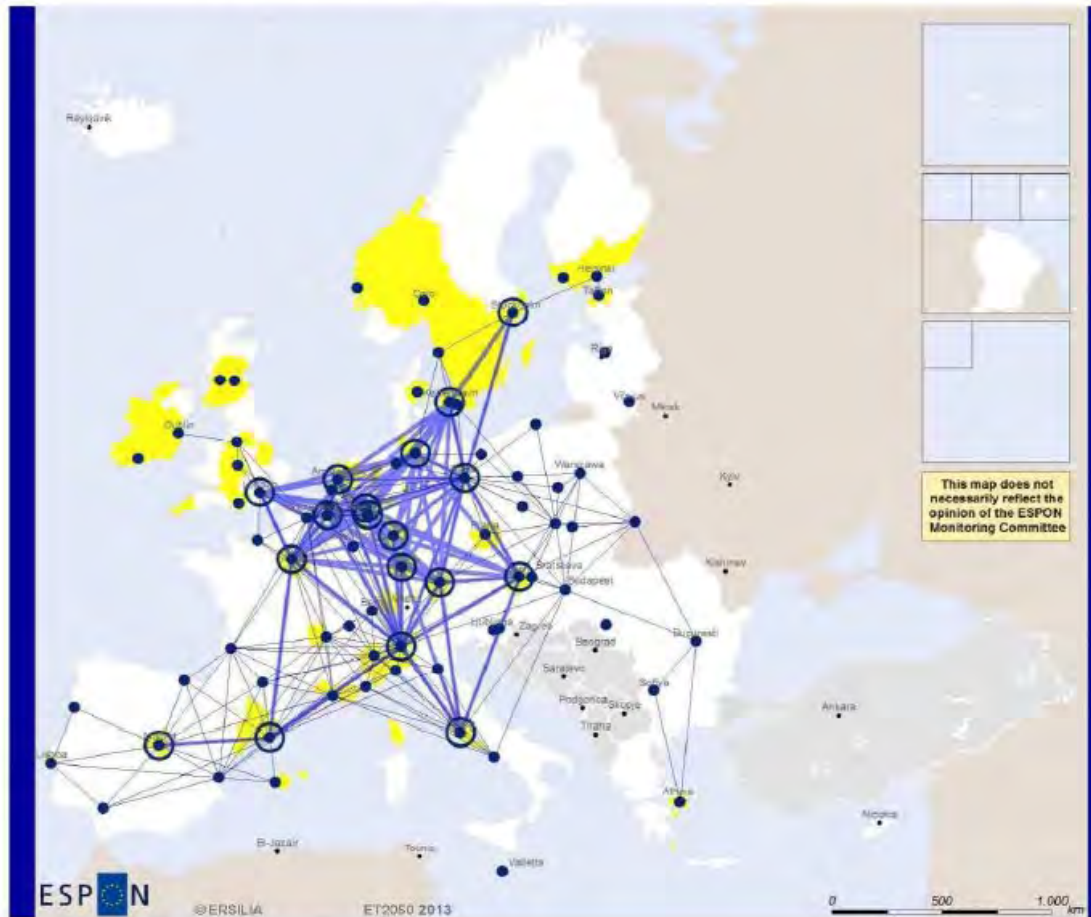 Reykjavik
Oslo
Helsinki
Tallinn
Riga
Dublin
Vilnius
Minsk
Warszawa
Kyiv
This map does not
necessarily reflect the
opinion of the ESPON
Monitoring Committee
Bratislava
Budapest
Kishinev
Ljubljana
Zagreb
Beograd
Bucuresti
Sarajevo
Sofiya
Podgorica
Skopje
Ankara
Tirana
Lisboa
Athina
Nicosia
El-Jazair
Tounis
Valletta
ESPON
© ERSILIA
ET2050 2013
0 500 1.000
km